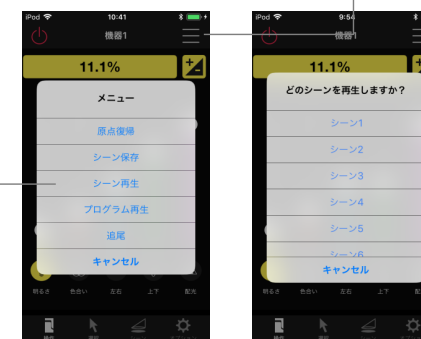 iPod 10:41
機器1
11.1%
メニュー
原点復帰
シーン保存
シーン再生
プログラム再生
追尾
キャンセル
明るさ 色合い 左右 上下 配光
iPod 9:54
機器1
11.1%
どのシーンを再生しますか？
シーン1
シーン2
シーン3
シーン4
シーン5
シーン6
キャンセル
明るさ 色合い 左右 上下